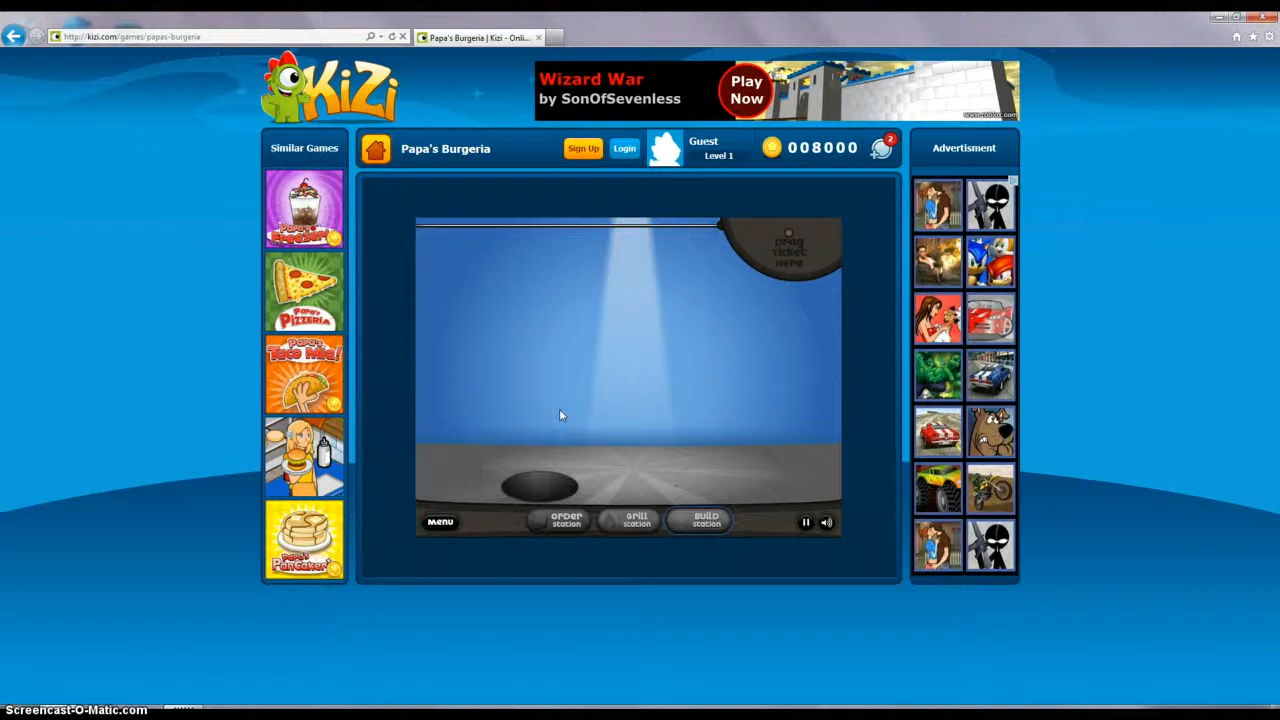 http://kizi.com/games/papas-burgeria
Papa's Burgeria | Kizi - Onli...
KiZi
Wizard War
by SonOfSevenless
Play
Now
Similar Games
Papa's Burgeria
Sign Up
Login
Guest
Level 1
008000
2
Advertisment
Papa's
Freezeria
Papa's
PIZZERIA
Papa's
Taco Mia!
Papa's
PANCAKERIA
Drag
Ticket
Here
Menu
Order
station
Grill
station
Build
station
Screencast-O-Matic.com